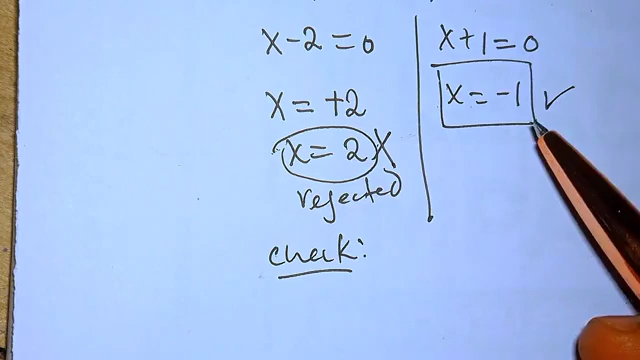 x-2=0
x=+2
x=2 X
rejected
check:
x+1=0
x=-1 ✓